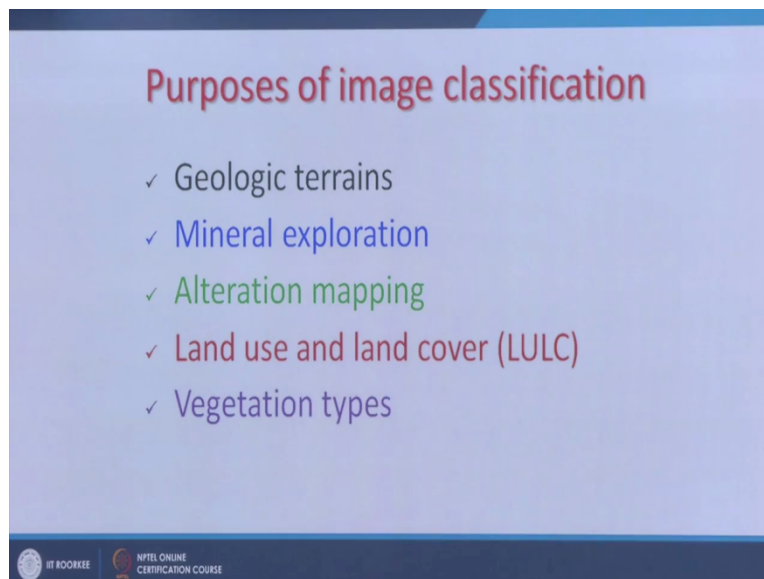 Purposes of image classification
✓ Geologic terrains
✓ Mineral exploration
✓ Alteration mapping
✓ Land use and land cover (LULC)
✓ Vegetation types
IIT ROORKEE
NPTEL ONLINE
CERTIFICATION COURSE